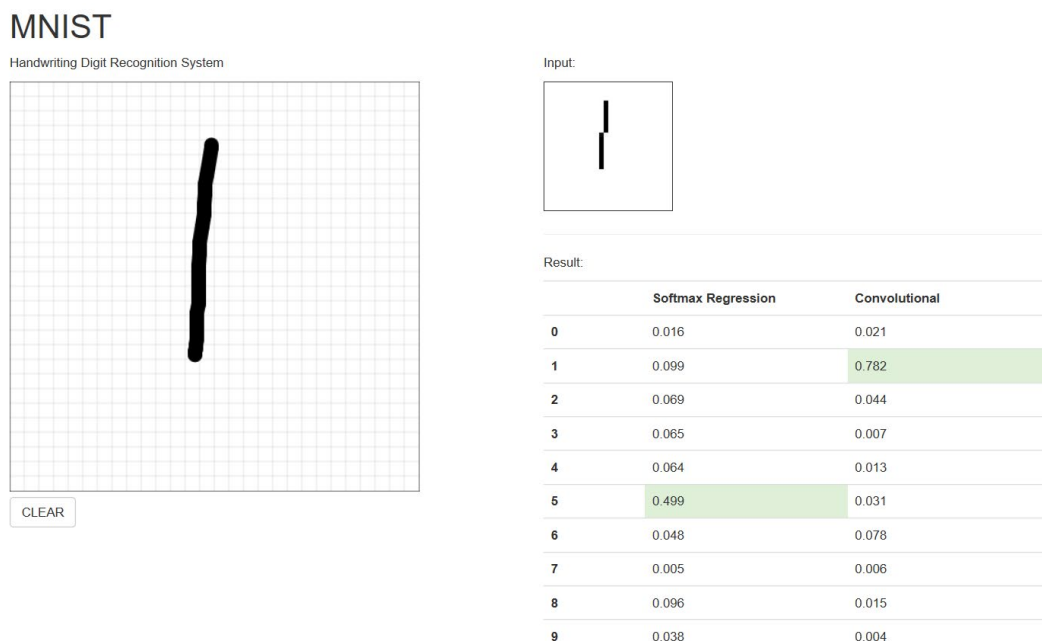 MNIST
Handwriting Digit Recognition System
Input:
Result:
Softmax Regression Convolutional
0 0.016 0.021
1 0.099 0.782
2 0.069 0.044
3 0.065 0.007
4 0.064 0.013
5 0.499 0.031
6 0.048 0.078
7 0.005 0.006
8 0.096 0.015
9 0.038 0.004
CLEAR